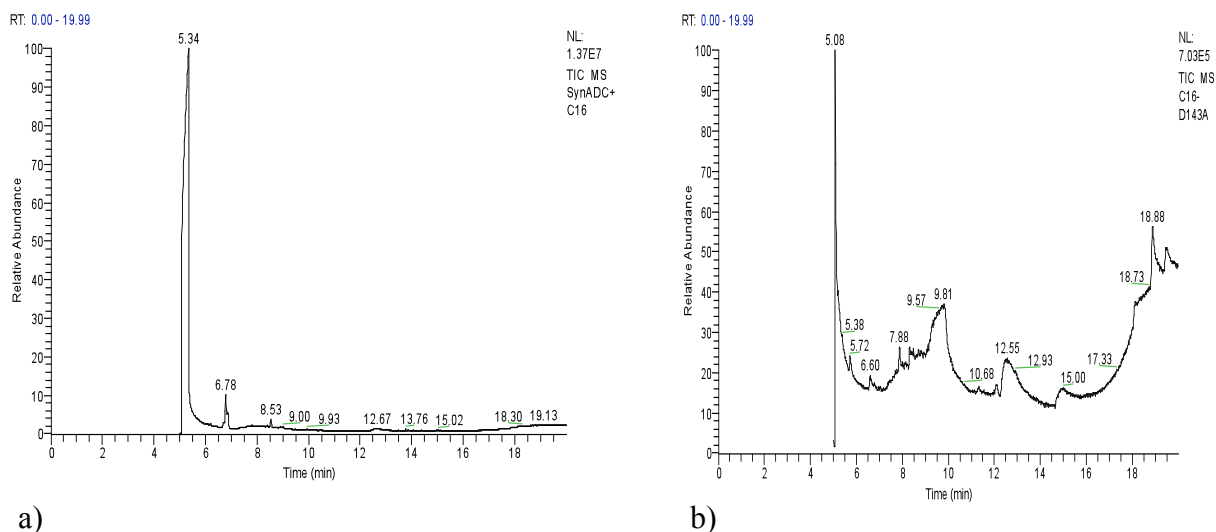 RT: 0.00 - 19.99
5.34
NL:
1.37E7
TIC MS
SynADC+
C16
100
90
80
70
60
50
40
30
20
10
0
Relative Abundance
6.78
8.53
9.00
9.93
12.67
13.76
15.02
18.30
19.13
0 2 4 6 8 10 12 14 16 18
Time (min)
a)
RT: 0.00 - 19.99
5.08
NL:
7.03E5
TIC MS
C16-
D143A
100
90
80
70
60
50
40
30
20
10
0
Relative Abundance
5.38
5.72
6.60
7.88
9.57
9.81
10.68
12.55
12.93
15.00
17.33
18.73
18.88
0 2 4 6 8 10 12 14 16 18
Time (min)
b)